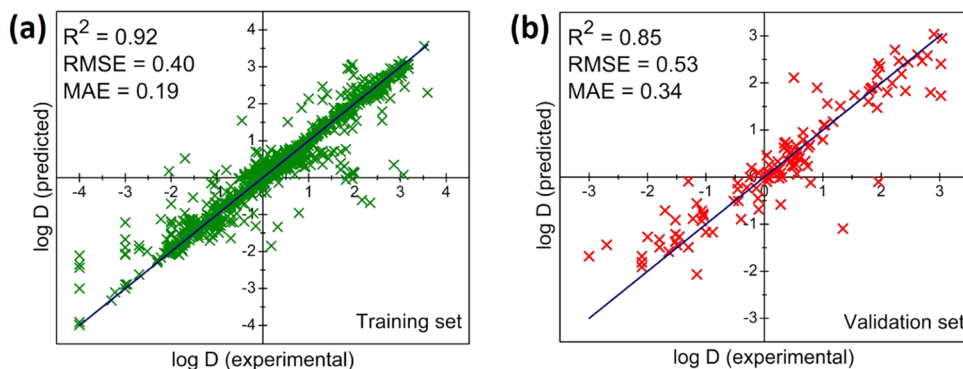 (a)
R² = 0.92
RMSE = 0.40
MAE = 0.19
4
3
2
1
-1
-2
-3
-4
-4 -3 -2 -1 0 1 2 3 4
log D (predicted)
Training set
log D (experimental)
(b)
R² = 0.85
RMSE = 0.53
MAE = 0.34
3
2
1
-1
-2
-3
-3 -2 -1 0 1 2 3
log D (predicted)
Validation set
log D (experimental)